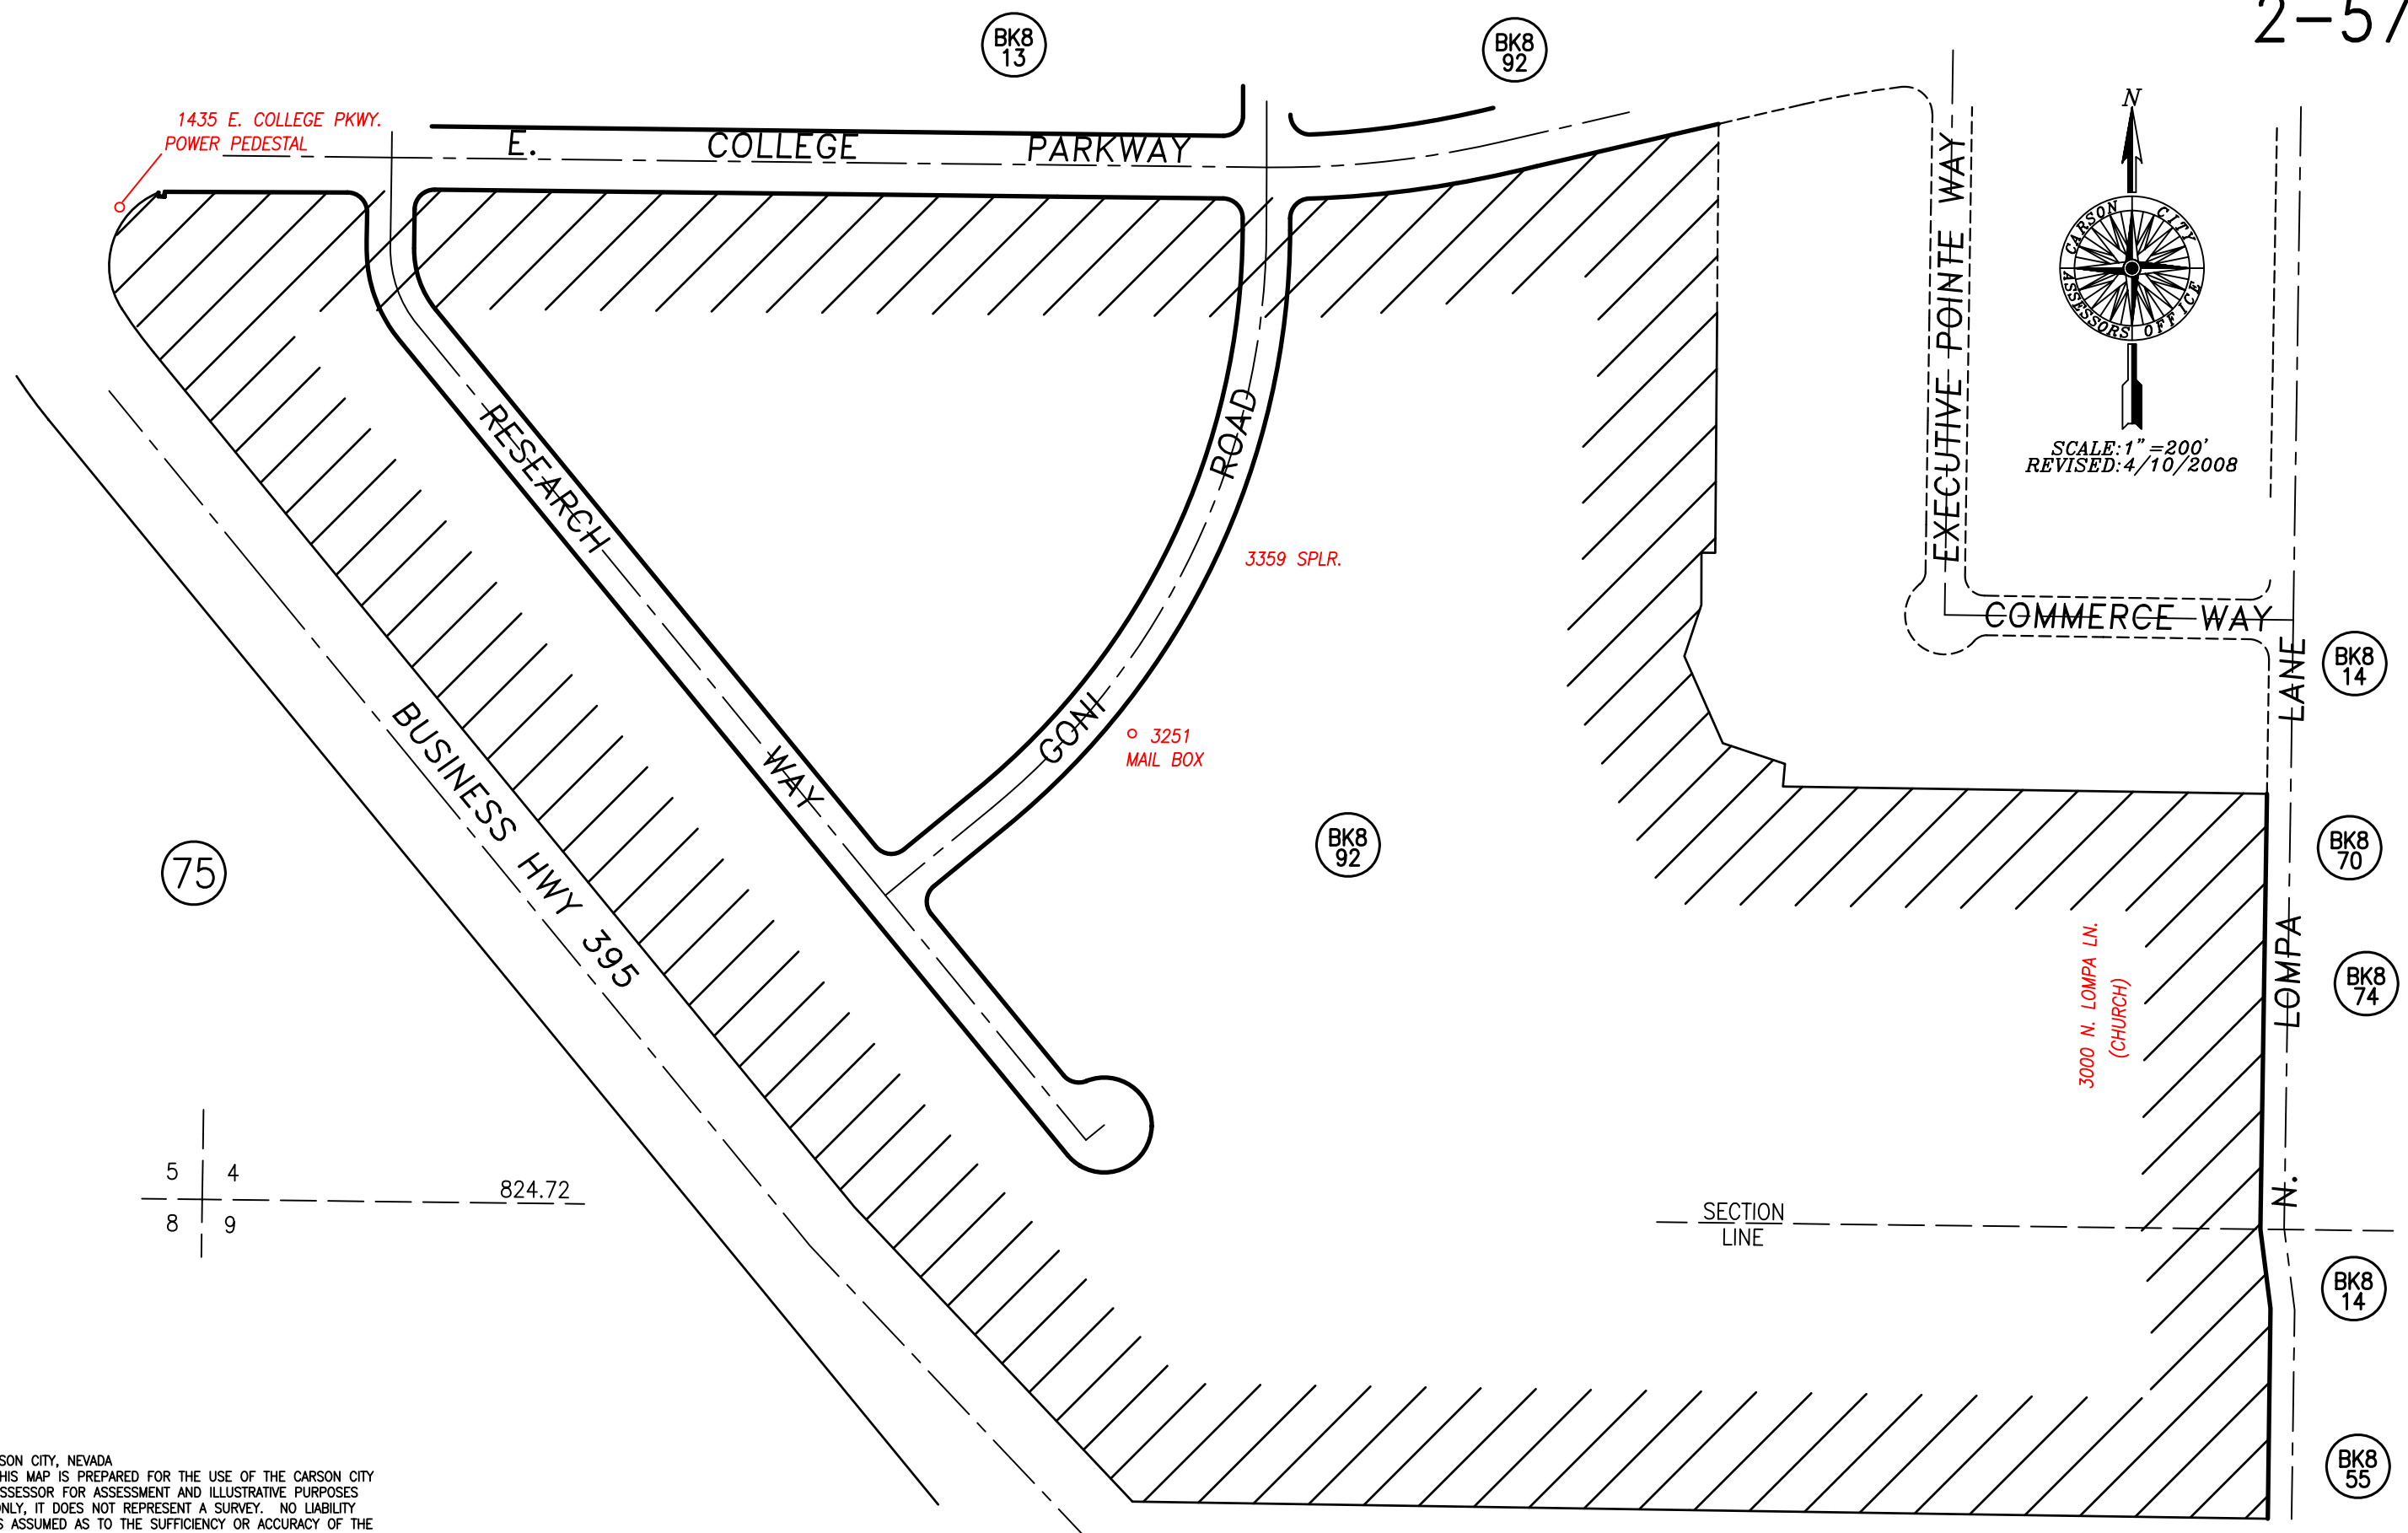 2-57
BK8
13
BK8
92
1435 E. COLLEGE PKWY.
POWER PEDESTAL
E. COLLEGE PARKWAY
N
CARSON CITY
ASSESSORS OFFICE
SCALE: 1"=200'
REVISED: 4/10/2008
EXECUTIVE POINTE WAY
COMMERCE WAY
RESEARCH WAY
GONI ROAD
3359 SPLR.
3251
MAIL BOX
BUSINESS HWY 395
75
BK8
92
BK8
14
BK8
70
BK8
74
N. LOMPA LANE
3000 N. LOMPA LN.
(CHURCH)
5 4
8 9
824.72
SECTION
LINE
BK8
14
BK8
55
SON CITY, NEVADA
HIS MAP IS PREPARED FOR THE USE OF THE CARSON CITY
SSESSOR FOR ASSESSMENT AND ILLUSTRATIVE PURPOSES
ONLY, IT DOES NOT REPRESENT A SURVEY. NO LIABILITY
S ASSUMED AS TO THE SUFFICIENCY OR ACCURACY OF THE